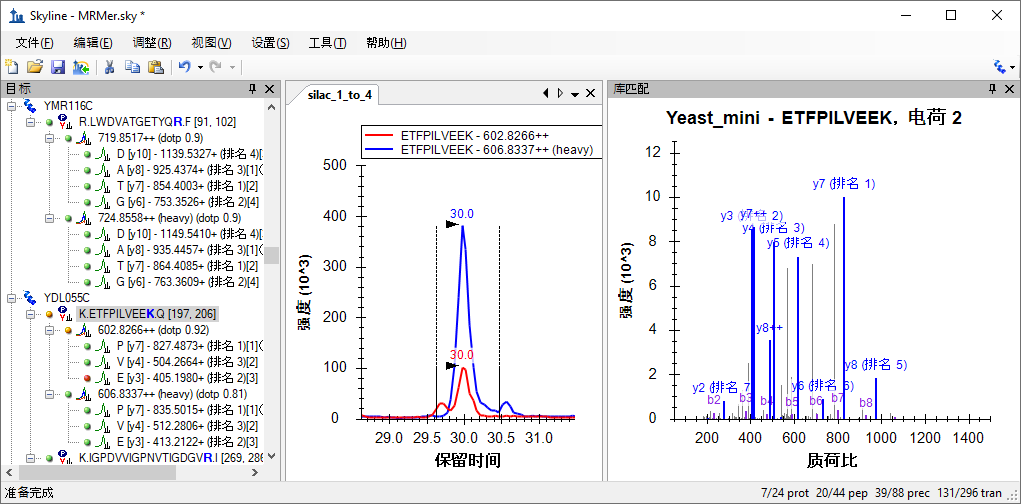 Skyline - MRMer.sky *
文件(F) 编辑(E) 调整(R) 视图(V) 设置(S) 工具(T) 帮助(H)
目标
YMR116C
R.LWDVATGETYQR.F [91, 102]
719.8517++ (dotp 0.9)
D [y10] - 1139.5327+ (排名 4)[
A [y8] - 925.4374+ (排名 3)[1](
T [y7] - 854.4003+ (排名 1)[2]
G [y6] - 753.3526+ (排名 2)[4]
724.8558++ (heavy) (dotp 0.9)
D [y10] - 1149.5410+ (排名 4)[
A [y8] - 935.4457+ (排名 3)[1](
T [y7] - 864.4085+ (排名 1)[2]
G [y6] - 763.3609+ (排名 2)[4]
YDL055C
K.ETFPILVEEK.Q [197, 206]
602.8266++ (dotp 0.92)
P [y7] - 827.4873+ (排名 1)[1](
V [y4] - 504.2664+ (排名 3)[2]
E [y3] - 405.1980+ (排名 2)[3]
606.8337++ (heavy) (dotp 0.81)
P [y7] - 835.5015+ (排名 1)[1](
V [y4] - 512.2806+ (排名 3)[2]
E [y3] - 413.2122+ (排名 2)[3]
K.IGPDVVIGPNVTIGDGVR.I [269, 286
silac_1_to_4
ETFPILVEEK - 602.8266++
ETFPILVEEK - 606.8337++ (heavy)
500
400
300
200
100
0
强度 (10^3)
30.0
30.0
29.0 29.5 30.0 30.5 31.0
保留时间
库匹配
Yeast_mini - ETFPILVEEK, 电荷 2
12
10
8
6
4
2
0
强度 (10^3)
y7 (排名 1)
y7++
y3 (排名 2)
y4 (排名 3)
y5 (排名 4)
y8++
y8 (排名 5)
y2 (排名 7
y6 (排名 6)
b2 b3 b4 b5 b6 b7 b8
200 400 600 800 1000 1200 1400
质荷比
准备完成
7/24 prot 20/44 pep 39/88 prec 131/296 tran